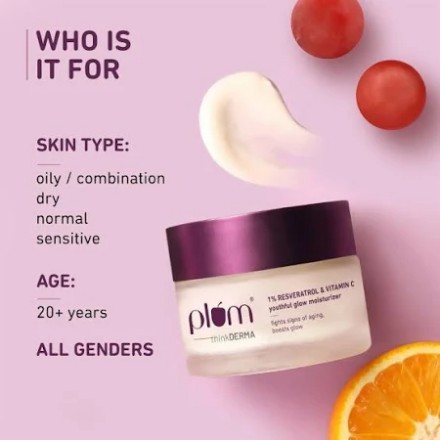 WHO IS
IT FOR
SKIN TYPE:
oily / combination
dry
normal
sensitive
AGE:
20+ years
ALL GENDERS
plum®
thinkDERMA
1% RESVERATROL & VITAMIN C
youthful glow moisturizer
fights signs of aging,
boosts glow